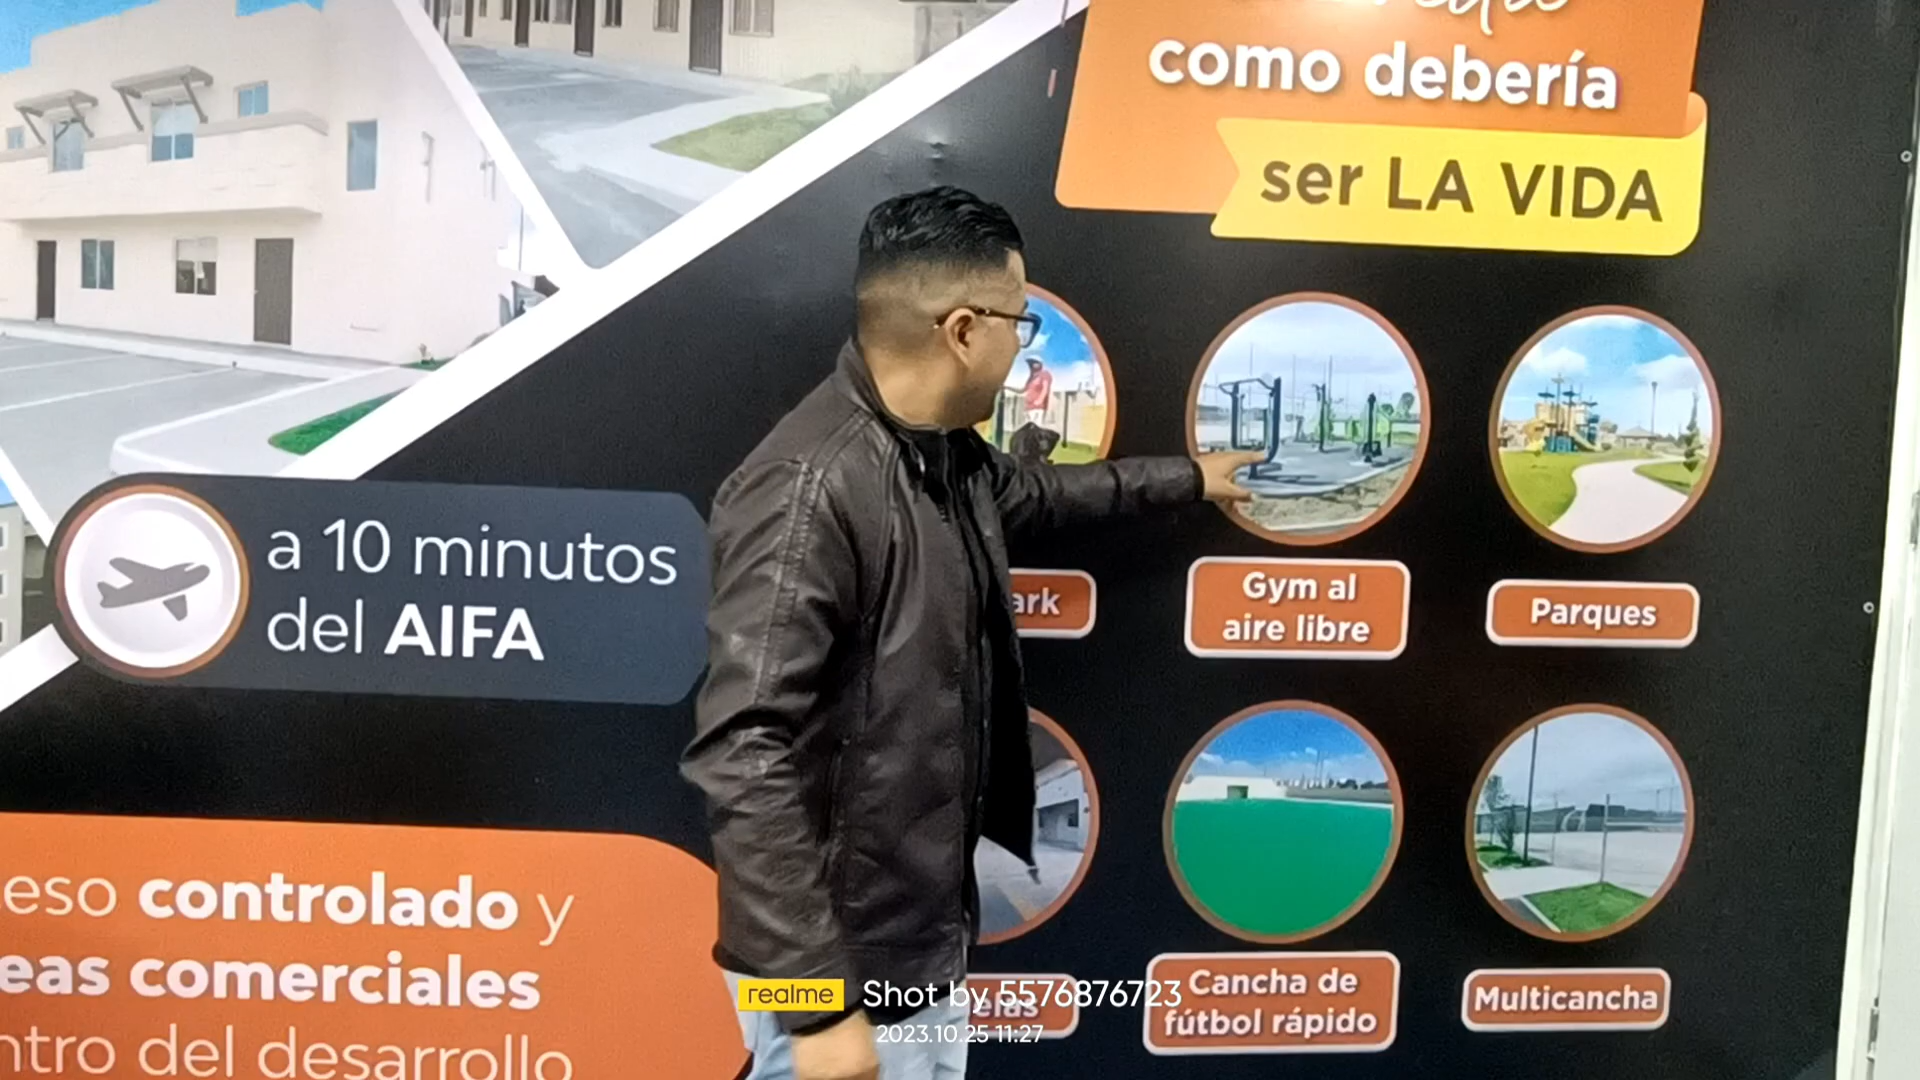 como debería
ser LA VIDA
a 10 minutos
del AIFA
ark
Gym al
aire libre
Parques
eso controlado y
eas comerciales
ntro del desarrollo
elas
Cancha de
fútbol rápido
Multicancha
realme
Shot by 5576876723
2023.10.25 11:27